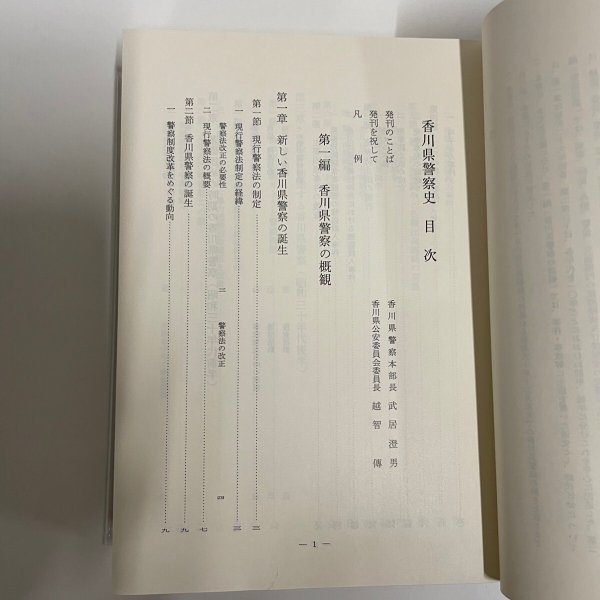 香川県警察史 目次
発刊のことば 香川県警察本部長 武居澄男
発刊を祝して 香川県公安委員会委員長 越智傳
凡例
第一編 香川県警察の概観
第一章 新しい香川県警察の誕生
第一節 現行警察法の制定 三
一 現行警察法制定の経緯 三
警察法改正の必要性 三 警察法の改正 四
二 現行警察法の概要 七
第二節 香川県警察の誕生 九
一 警察制度改革をめぐる動向 九
— 1 —